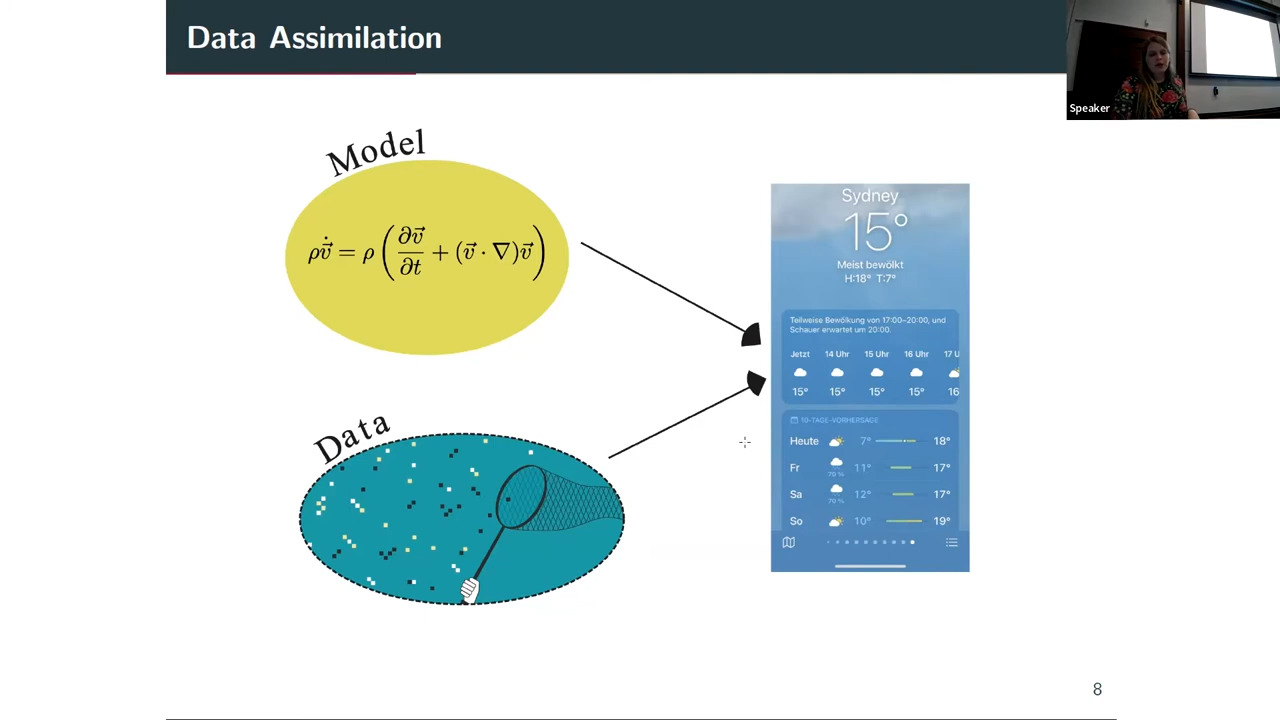 Data Assimilation
Speaker
Model
ρv⃗̇ = ρ(∂v⃗/∂t + (v⃗ · ∇)v⃗)
Data
Sydney
15°
Meist bewölkt
H:18° T:7°
Teilweise Bewölkung von 17:00–20:00, und
Schauer erwartet um 20:00.
Jetzt 14 Uhr 15 Uhr 16 Uhr 17 U
15° 15° 15° 15° 16
10-TAGE-VORHERSAGE
Heute 7° 18°
Fr 70 % 11° 17°
Sa 70 % 12° 17°
So 10° 19°
8